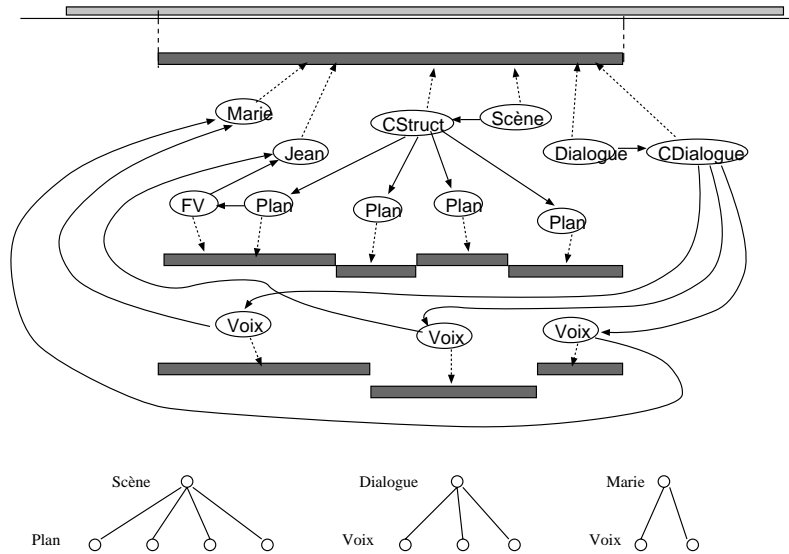 Marie
CStruct
Scène
Jean
Dialogue
CDialogue
FV
Plan
Plan
Plan
Plan
Voix
Voix
Voix
Scène
Dialogue
Marie
Plan
Voix
Voix